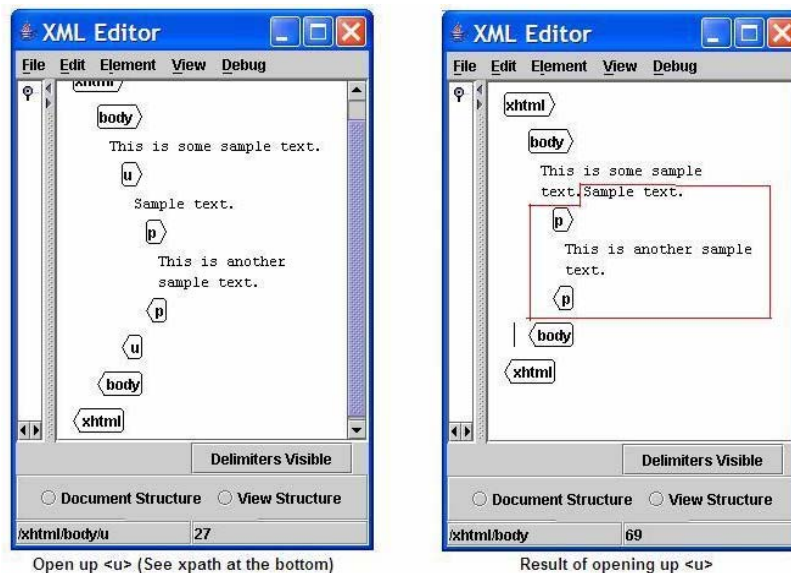 XML Editor
File Edit Element View Debug
xhtml
body
This is some sample text.
u
Sample text.
p
This is another
sample text.
p
u
body
xhtml
Delimiters Visible
Document Structure View Structure
/xhtml/body/u 27
Open up <u> (See xpath at the bottom)
XML Editor
File Edit Element View Debug
xhtml
body
This is some sample
text.Sample text.
p
This is another sample
text.
p
body
xhtml
Delimiters Visible
Document Structure View Structure
/xhtml/body 69
Result of opening up <u>